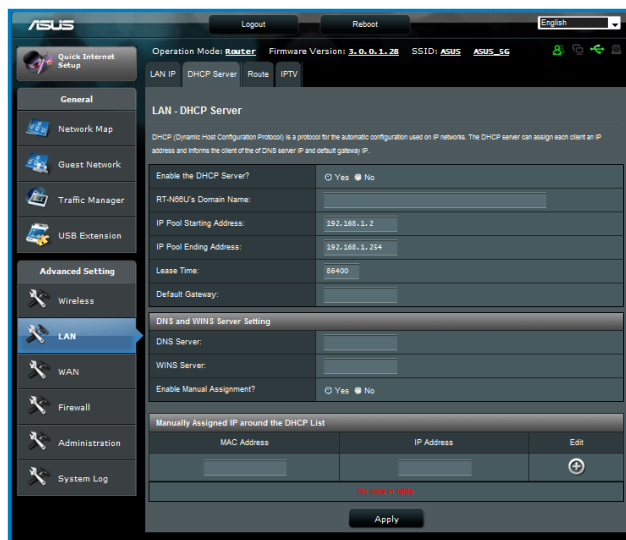 ASUS
Logout
Reboot
English
Quick Internet Setup
Operation Mode: Router Firmware Version: 3.0.0.1.28 SSID: ASUS ASUS_5G
LAN IP
DHCP Server
Route
IPTV
General
Network Map
Guest Network
Traffic Manager
USB Extension
Advanced Setting
Wireless
LAN
WAN
Firewall
Administration
System Log
LAN - DHCP Server
DHCP (Dynamic Host Configuration Protocol) is a protocol for the automatic configuration used on IP networks. The DHCP server can assign each client an IP
address and informs the client of the of DNS server IP and default gateway IP.
Enable the DHCP Server? Yes No
RT-N66U's Domain Name:
IP Pool Starting Address: 192.168.1.2
IP Pool Ending Address: 192.168.1.254
Lease Time: 86400
Default Gateway:
DNS and WINS Server Setting
DNS Server:
WINS Server:
Enable Manual Assignment? Yes No
Manually Assigned IP around the DHCP List
MAC Address IP Address Edit
No data in table.
Apply